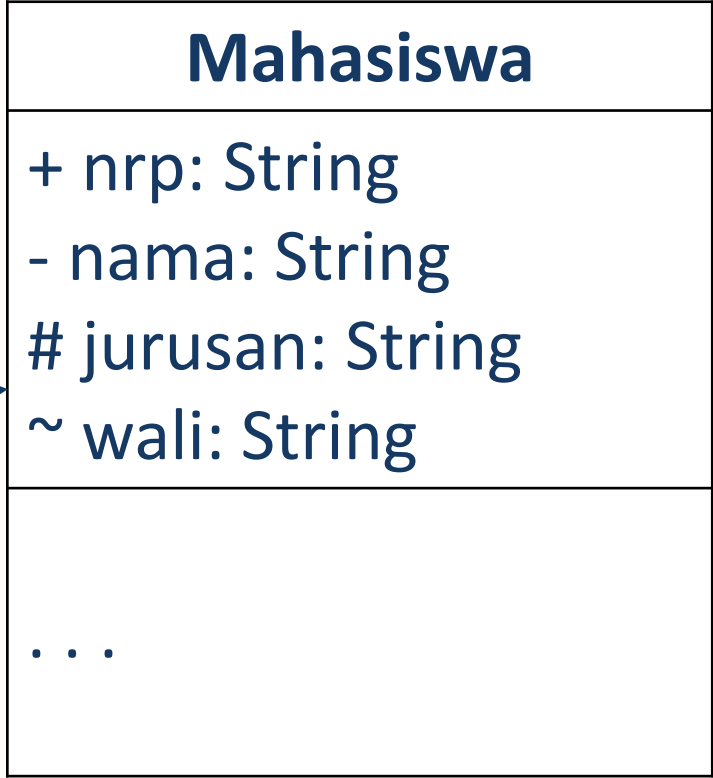 Mahasiswa
+ nrp: String
- nama: String
# jurusan: String
~ wali: String
. . .